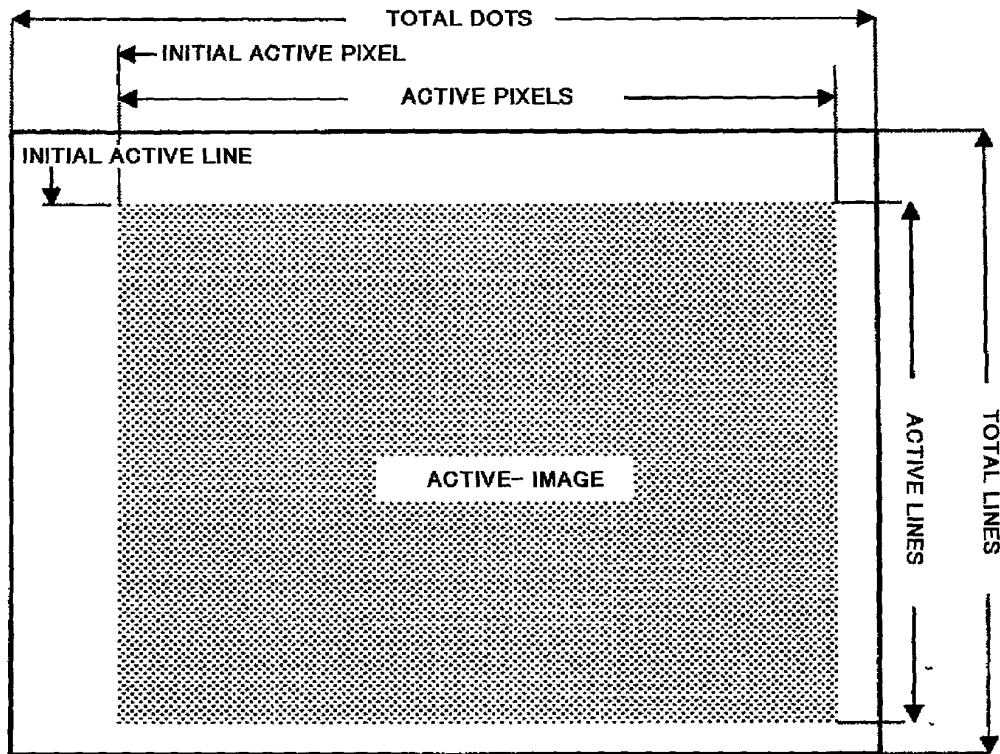 TOTAL DOTS
INITIAL ACTIVE PIXEL
ACTIVE PIXELS
INITIAL ACTIVE LINE
ACTIVE- IMAGE
ACTIVE LINES
TOTAL LINES